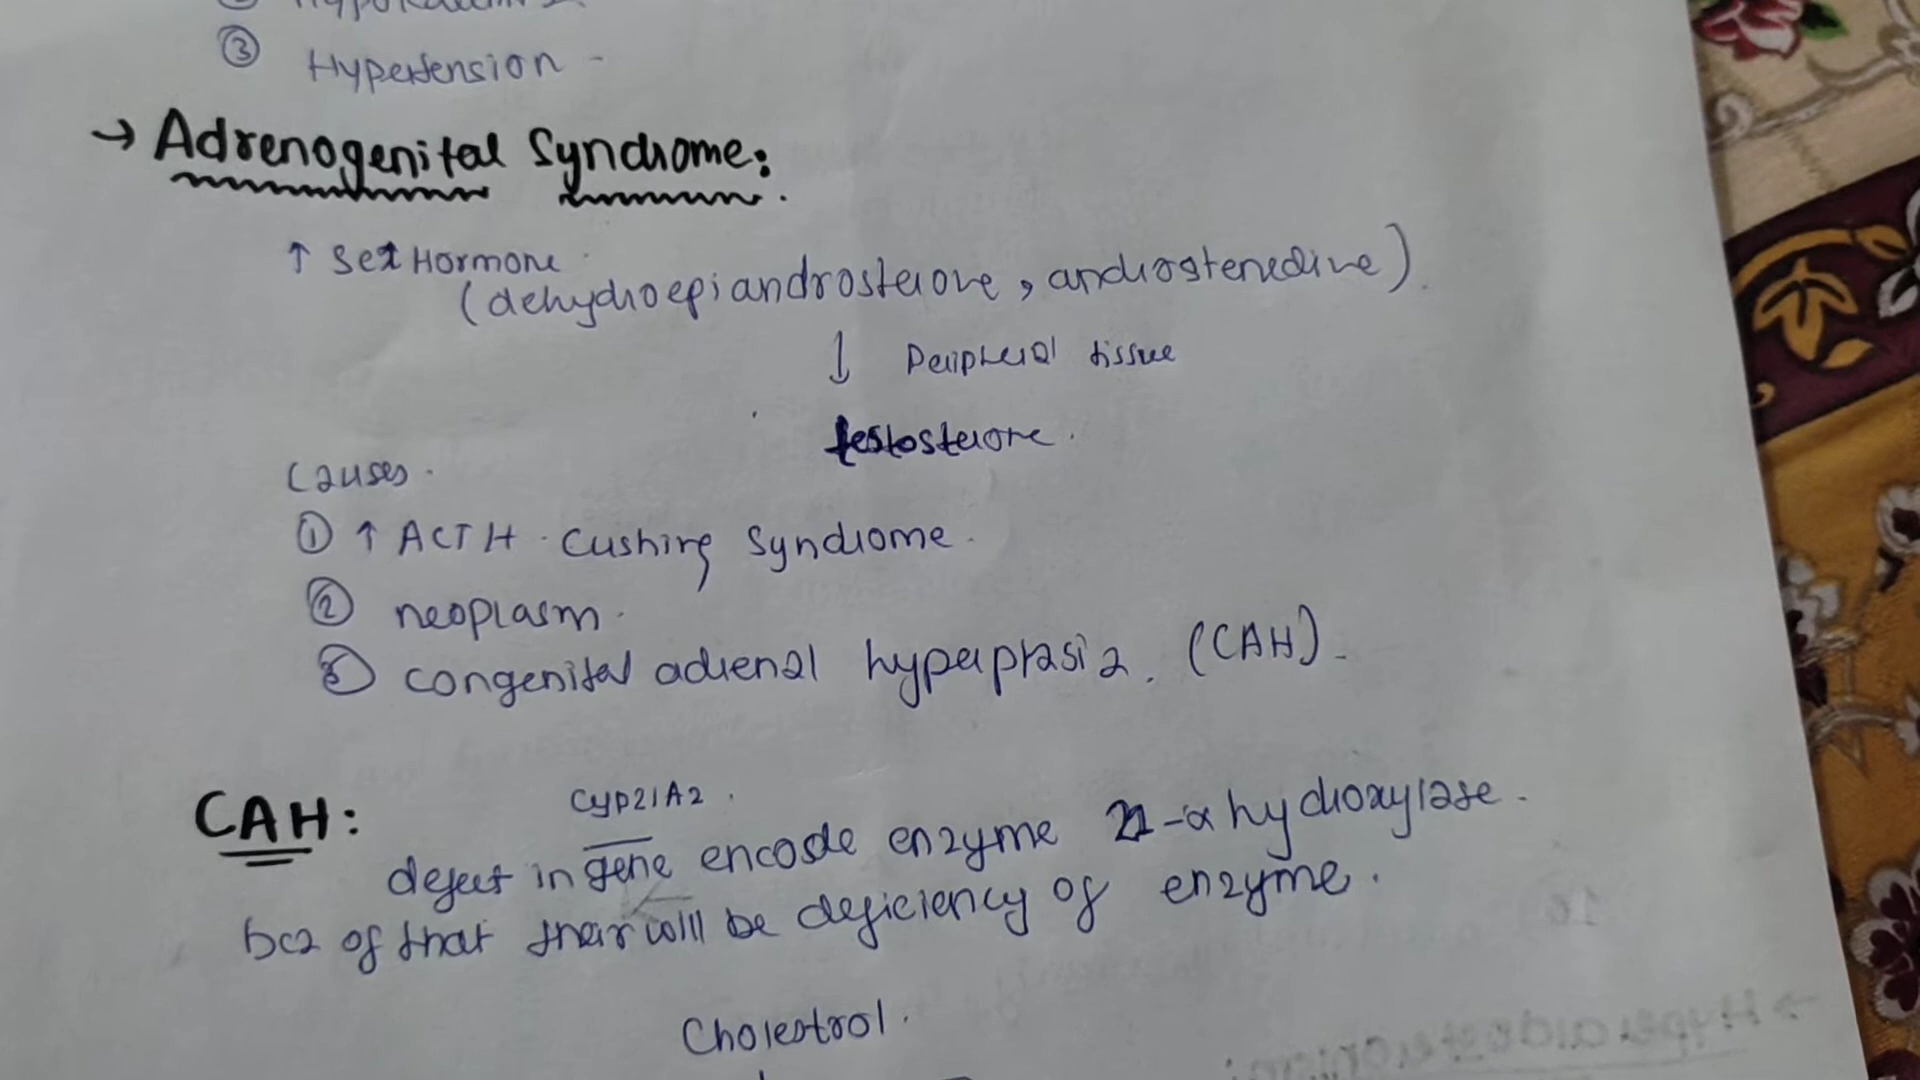 ③ Hypertension -
→ Adrenogenital Syndrome:
↑ Sex Hormone
(dehydroepiandrosterone, androstenedine).
↓ Peripheral tissue
testosterone.
Causes.
① ↑ ACTH. Cushing Syndrome.
② neoplasm.
③ congenital adrenal hyperplasia. (CAH).
CAH:
CYP21A2.
defect in gene encode enzyme 21-α hydroxylase.
bcz of that their will be deficiency of enzyme.
Cholestrol.